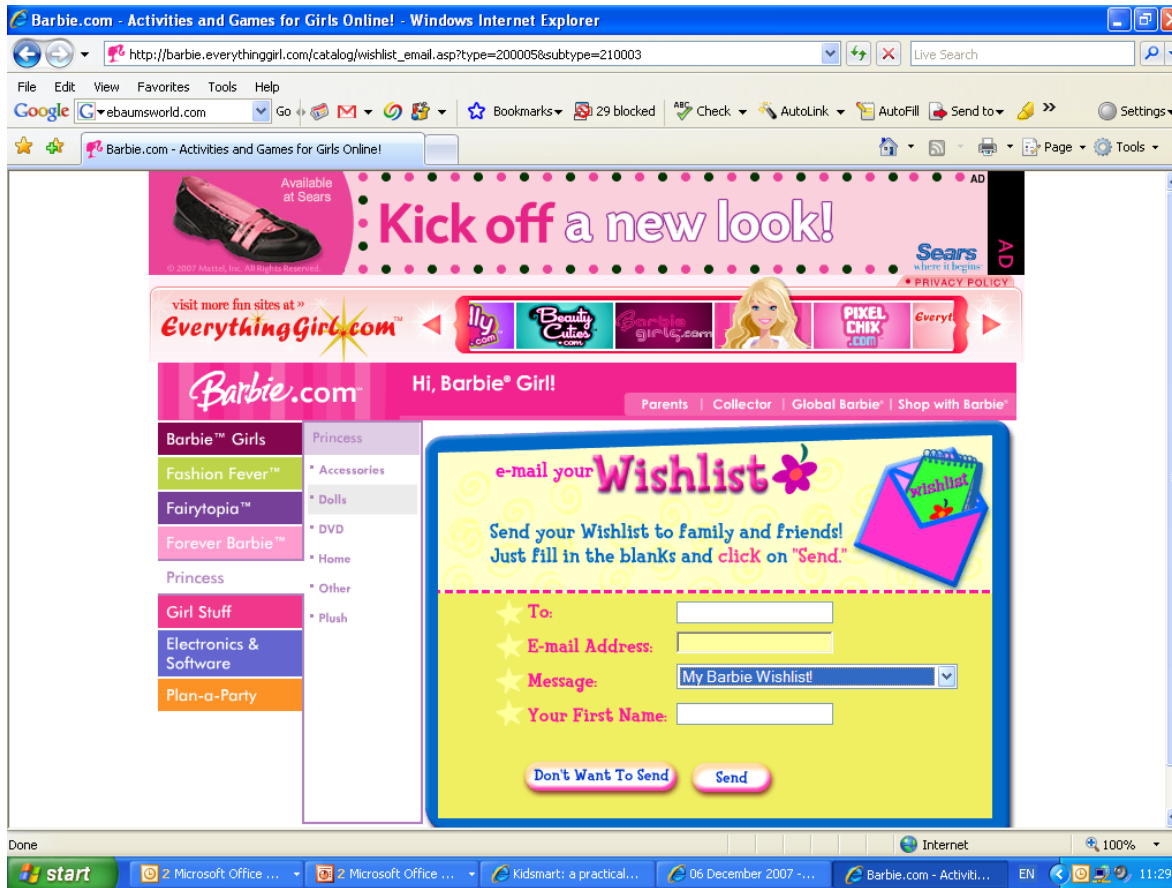 Barbie.com - Activities and Games for Girls Online! - Windows Internet Explorer
http://barbie.everythinggirl.com/catalog/wishlist_email.asp?type=200005&subtype=210003
Live Search
File Edit View Favorites Tools Help
Google ebaumsworld.com Go Bookmarks 29 blocked Check AutoLink AutoFill Send to Settings
Barbie.com - Activities and Games for Girls Online!
Page Tools
Available
at Sears
AD
Kick off a new look!
Sears
where it begins
AD
© 2007 Mattel, Inc. All Rights Reserved.
• PRIVACY POLICY
visit more fun sites at »
EverythingGirl.com™
lly .com
Beauty Cuties .com
Barbie girls.com
PIXEL CHIX .COM
Everyt
Barbie.com
Hi, Barbie® Girl!
Parents | Collector | Global Barbie® | Shop with Barbie®
Barbie™ Girls
Fashion Fever™
Fairytopia™
Forever Barbie™
Princess
Girl Stuff
Electronics &
Software
Plan-a-Party
Princess
Accessories
Dolls
DVD
Home
Other
Plush
e-mail your Wishlist
wishlist
Send your Wishlist to family and friends!
Just fill in the blanks and click on "Send."
To:
E-mail Address:
Message: My Barbie Wishlist!
Your First Name:
Don't Want To Send Send
Done Internet 100%
start 2 Microsoft Office ... 2 Microsoft Office ... Kidsmart: a practical... 06 December 2007 -... Barbie.com - Activiti... EN 11:29